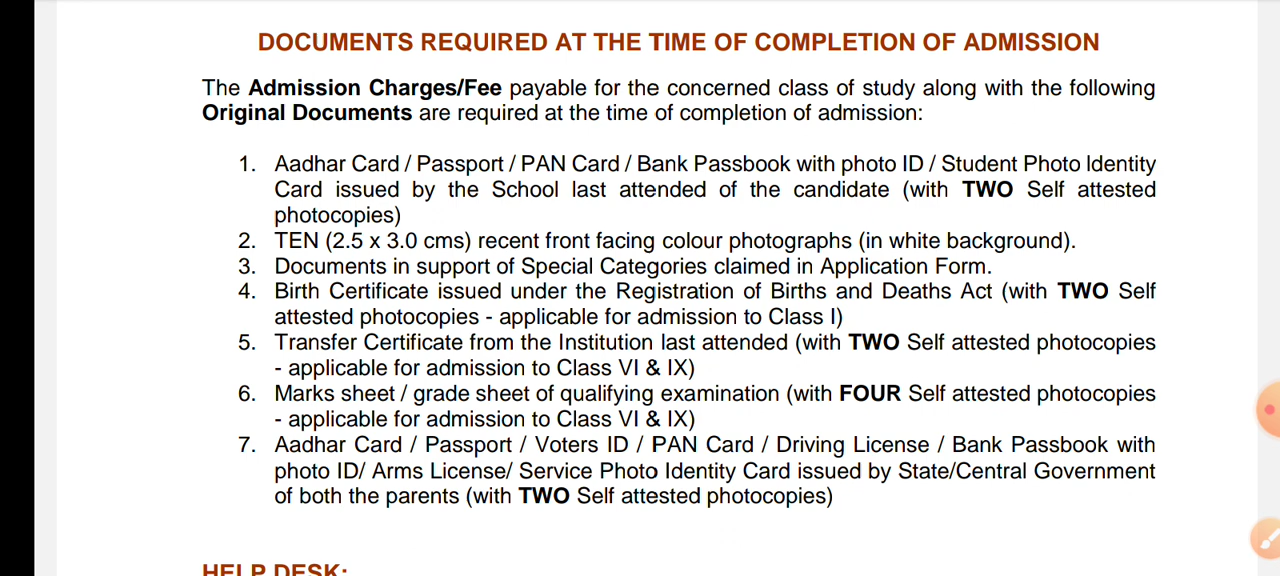 DOCUMENTS REQUIRED AT THE TIME OF COMPLETION OF ADMISSION
The Admission Charges/Fee payable for the concerned class of study along with the following
Original Documents are required at the time of completion of admission:
1. Aadhar Card / Passport / PAN Card / Bank Passbook with photo ID / Student Photo Identity
Card issued by the School last attended of the candidate (with TWO Self attested
photocopies)
2. TEN (2.5 x 3.0 cms) recent front facing colour photographs (in white background).
3. Documents in support of Special Categories claimed in Application Form.
4. Birth Certificate issued under the Registration of Births and Deaths Act (with TWO Self
attested photocopies - applicable for admission to Class I)
5. Transfer Certificate from the Institution last attended (with TWO Self attested photocopies
- applicable for admission to Class VI & IX)
6. Marks sheet / grade sheet of qualifying examination (with FOUR Self attested photocopies
- applicable for admission to Class VI & IX)
7. Aadhar Card / Passport / Voters ID / PAN Card / Driving License / Bank Passbook with
photo ID/ Arms License/ Service Photo Identity Card issued by State/Central Government
of both the parents (with TWO Self attested photocopies)
HELP DESK: